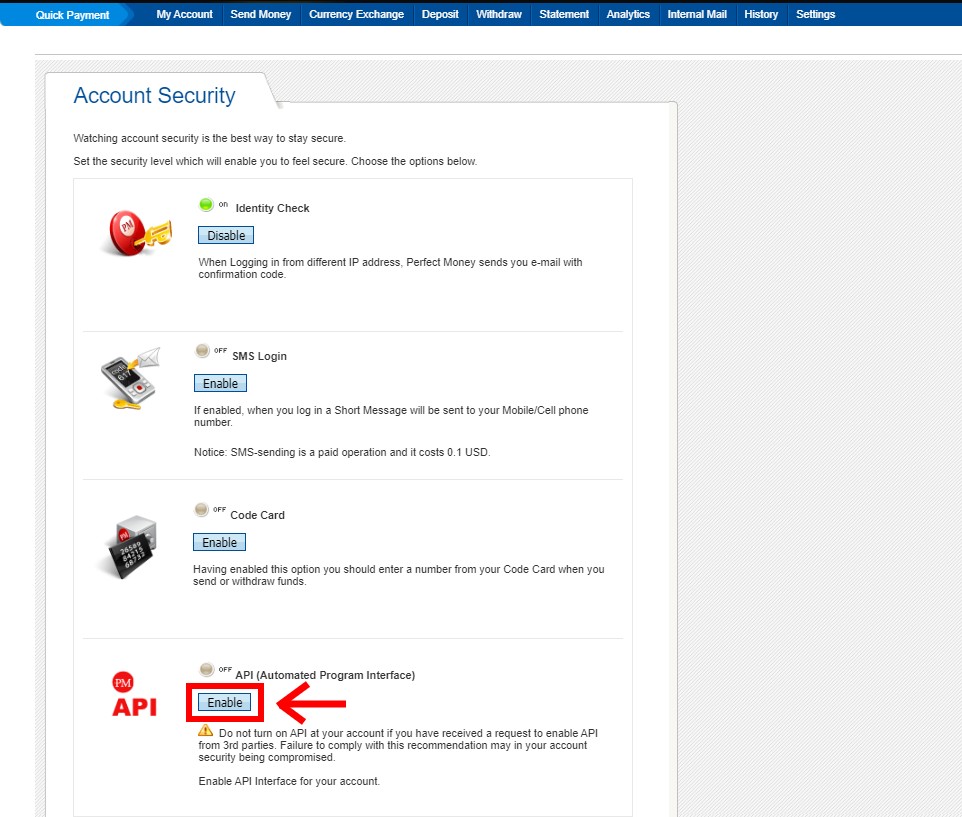 Quick Payment My Account Send Money Currency Exchange Deposit Withdraw Statement Analytics Internal Mail History Settings
Account Security
Watching account security is the best way to stay secure.
Set the security level which will enable you to feel secure. Choose the options below.
PM
on Identity Check
Disable
When Logging in from different IP address, Perfect Money sends you e-mail with
confirmation code.
code
617
OFF SMS Login
Enable
If enabled, when you log in a Short Message will be sent to your Mobile/Cell phone
number.
Notice: SMS-sending is a paid operation and it costs 0.1 USD.
PM
OFF Code Card
Enable
Having enabled this option you should enter a number from your Code Card when you
send or withdraw funds.
PM
API
OFF API (Automated Program Interface)
Enable
Do not turn on API at your account if you have received a request to enable API
from 3rd parties. Failure to comply with this recommendation may in your account
security being compromised.
Enable API Interface for your account.